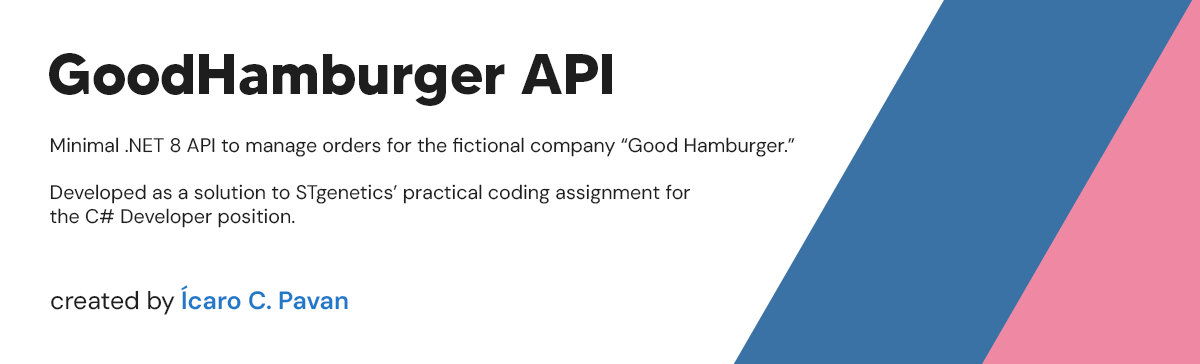 GoodHamburger API
Minimal .NET 8 API to manage orders for the fictional company “Good Hamburger.”
Developed as a solution to STgenetics’ practical coding assignment for
the C# Developer position.
created by Ícaro C. Pavan